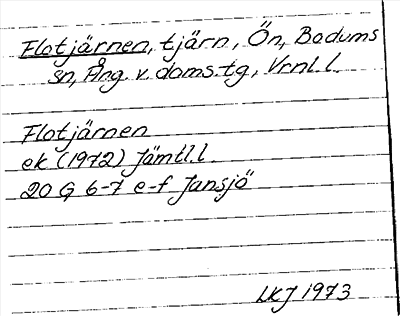 Flotjärnen, tjärn, Ön, Bodums
sn, Ång. v. doms.tg, Vrnl. l.
Flotjärnen
ek (1972) Jämtl.l.
20 G 6-7 e-f Jansjö
LKJ 1973